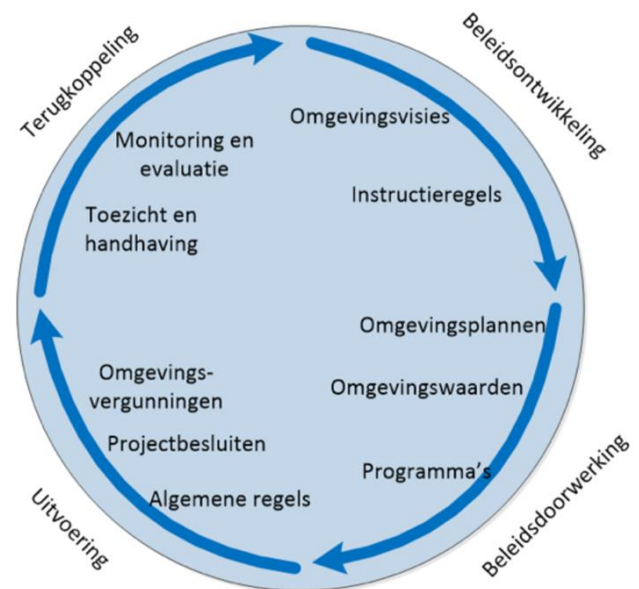 Terugkoppeling
Beleidsontwikkeling
Omgevingsvisies
Instructieregels
Omgevingsplannen
Omgevingswaarden
Programma's
Beleidsdoorwerking
Algemene regels
Projectbesluiten
Omgevings-
vergunningen
Uitvoering
Toezicht en
handhaving
Monitoring en
evaluatie